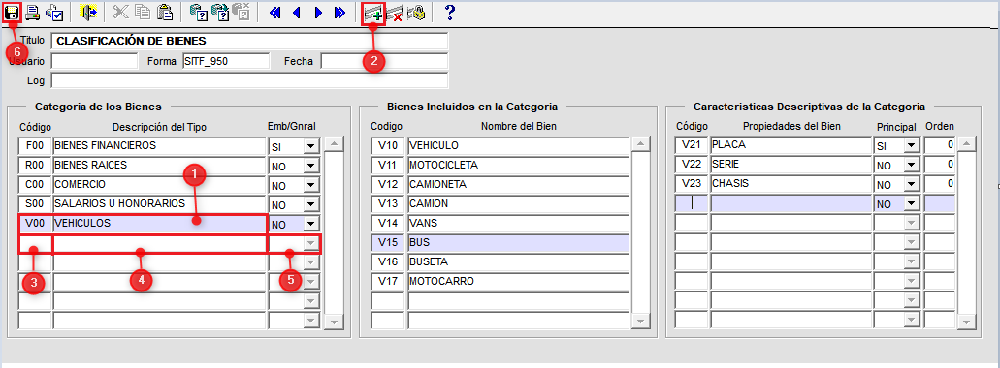 ?
6
2
Titulo CLASIFICACIÓN DE BIENES
Usuario Forma SITF_950 Fecha
Log
Categoria de los Bienes
Código Descripción del Tipo Emb/Gnral
F00 BIENES FINANCIEROS SI
R00 BIENES RAICES NO
C00 COMERCIO NO
1
S00 SALARIOS U HONORARIOS NO
V00 VEHICULOS NO
3 4 5
Bienes Incluidos en la Categoria
Codigo Nombre del Bien
V10 VEHICULO
V11 MOTOCICLETA
V12 CAMIONETA
V13 CAMION
V14 VANS
V15 BUS
V16 BUSETA
V17 MOTOCARRO
Caracteristicas Descriptivas de la Categoria
Código Propiedades del Bien Principal Orden
V21 PLACA SI 0
V22 SERIE NO 0
V23 CHASIS NO 0
NO